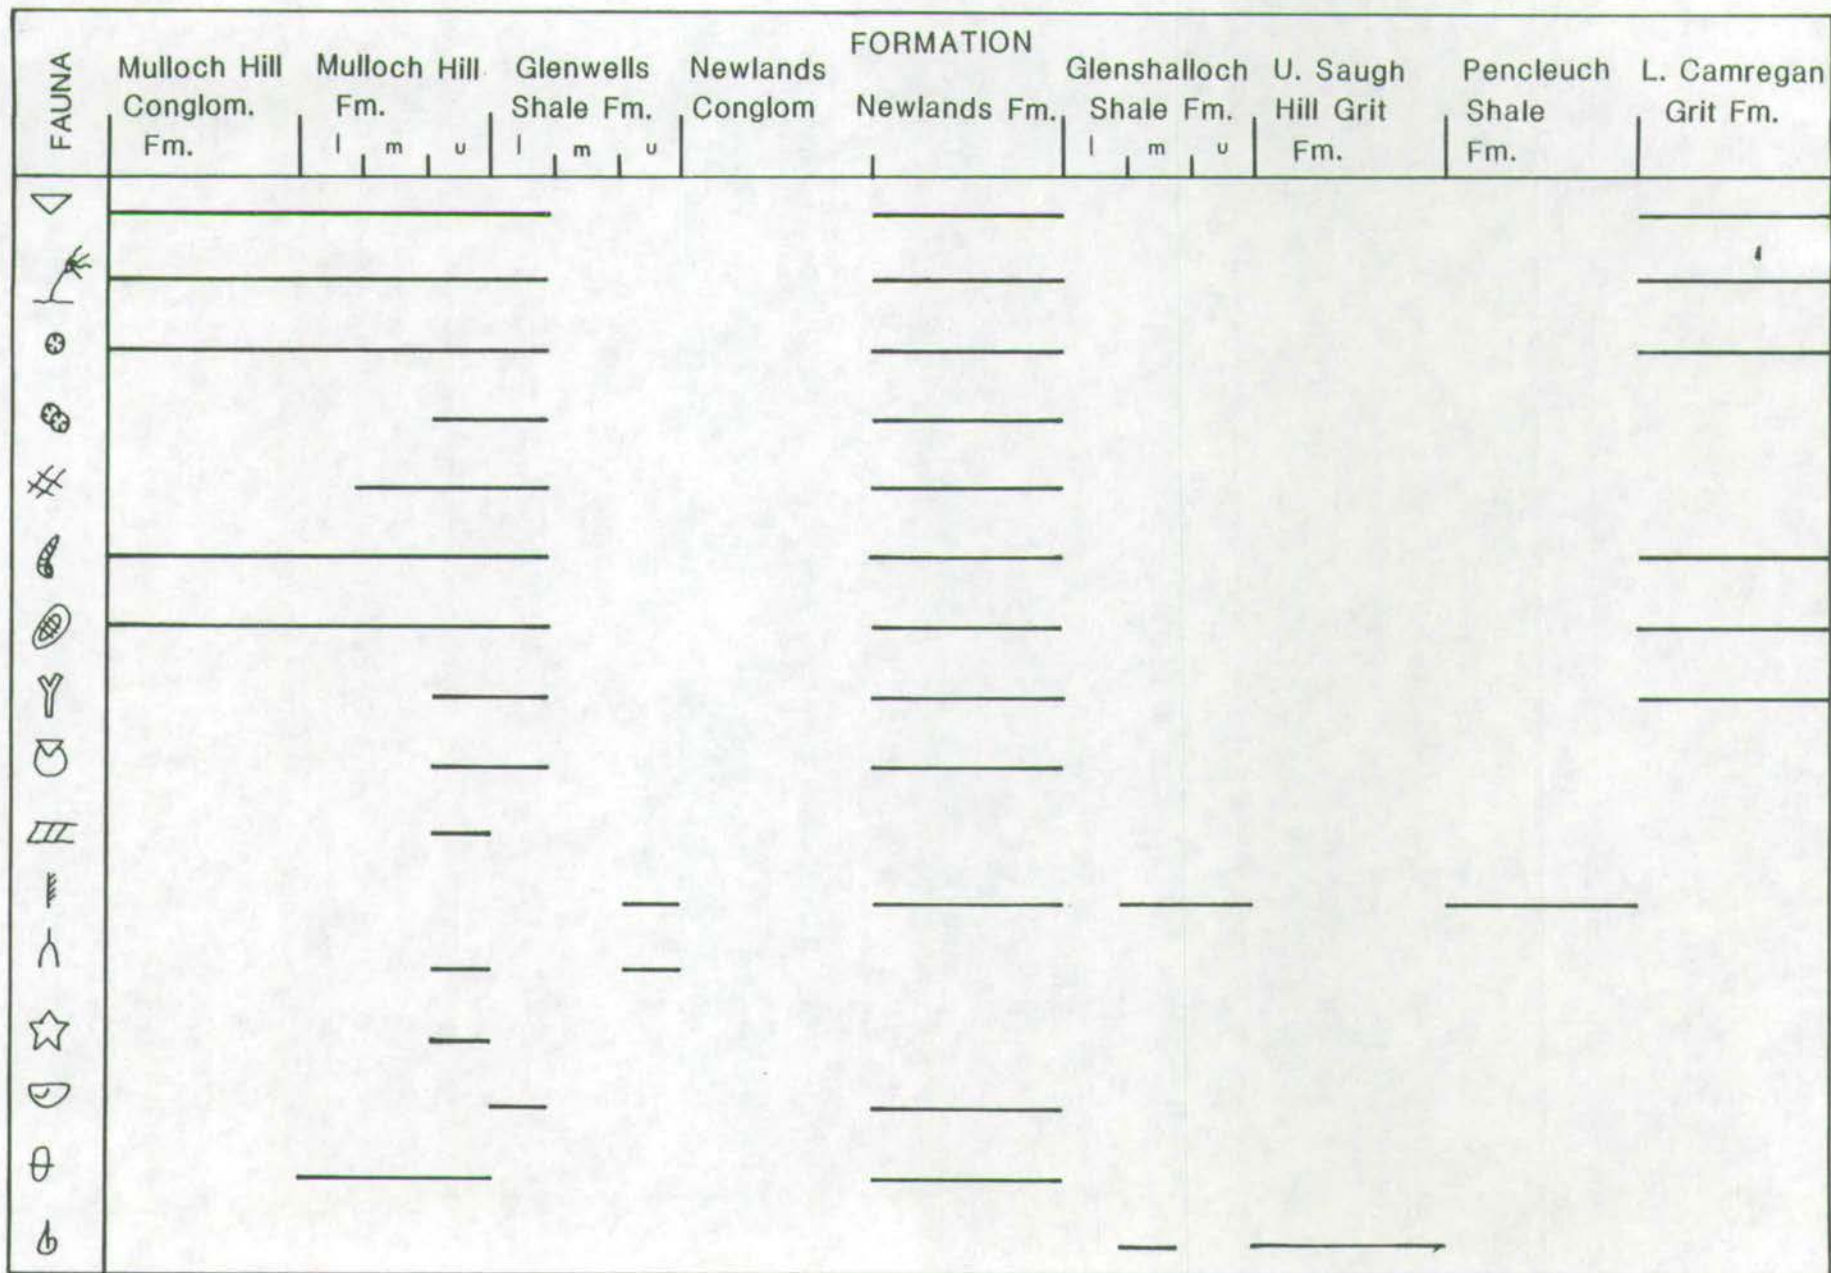 FAUNA
FORMATION
Mulloch Hill Conglom. Fm.
Mulloch Hill Fm.
l m u
Glenwells Shale Fm.
l m u
Newlands Conglom
Newlands Fm.
Glenshalloch Shale Fm.
l m u
U. Saugh Hill Grit Fm.
Pencleuch Shale Fm.
L. Camregan Grit Fm.